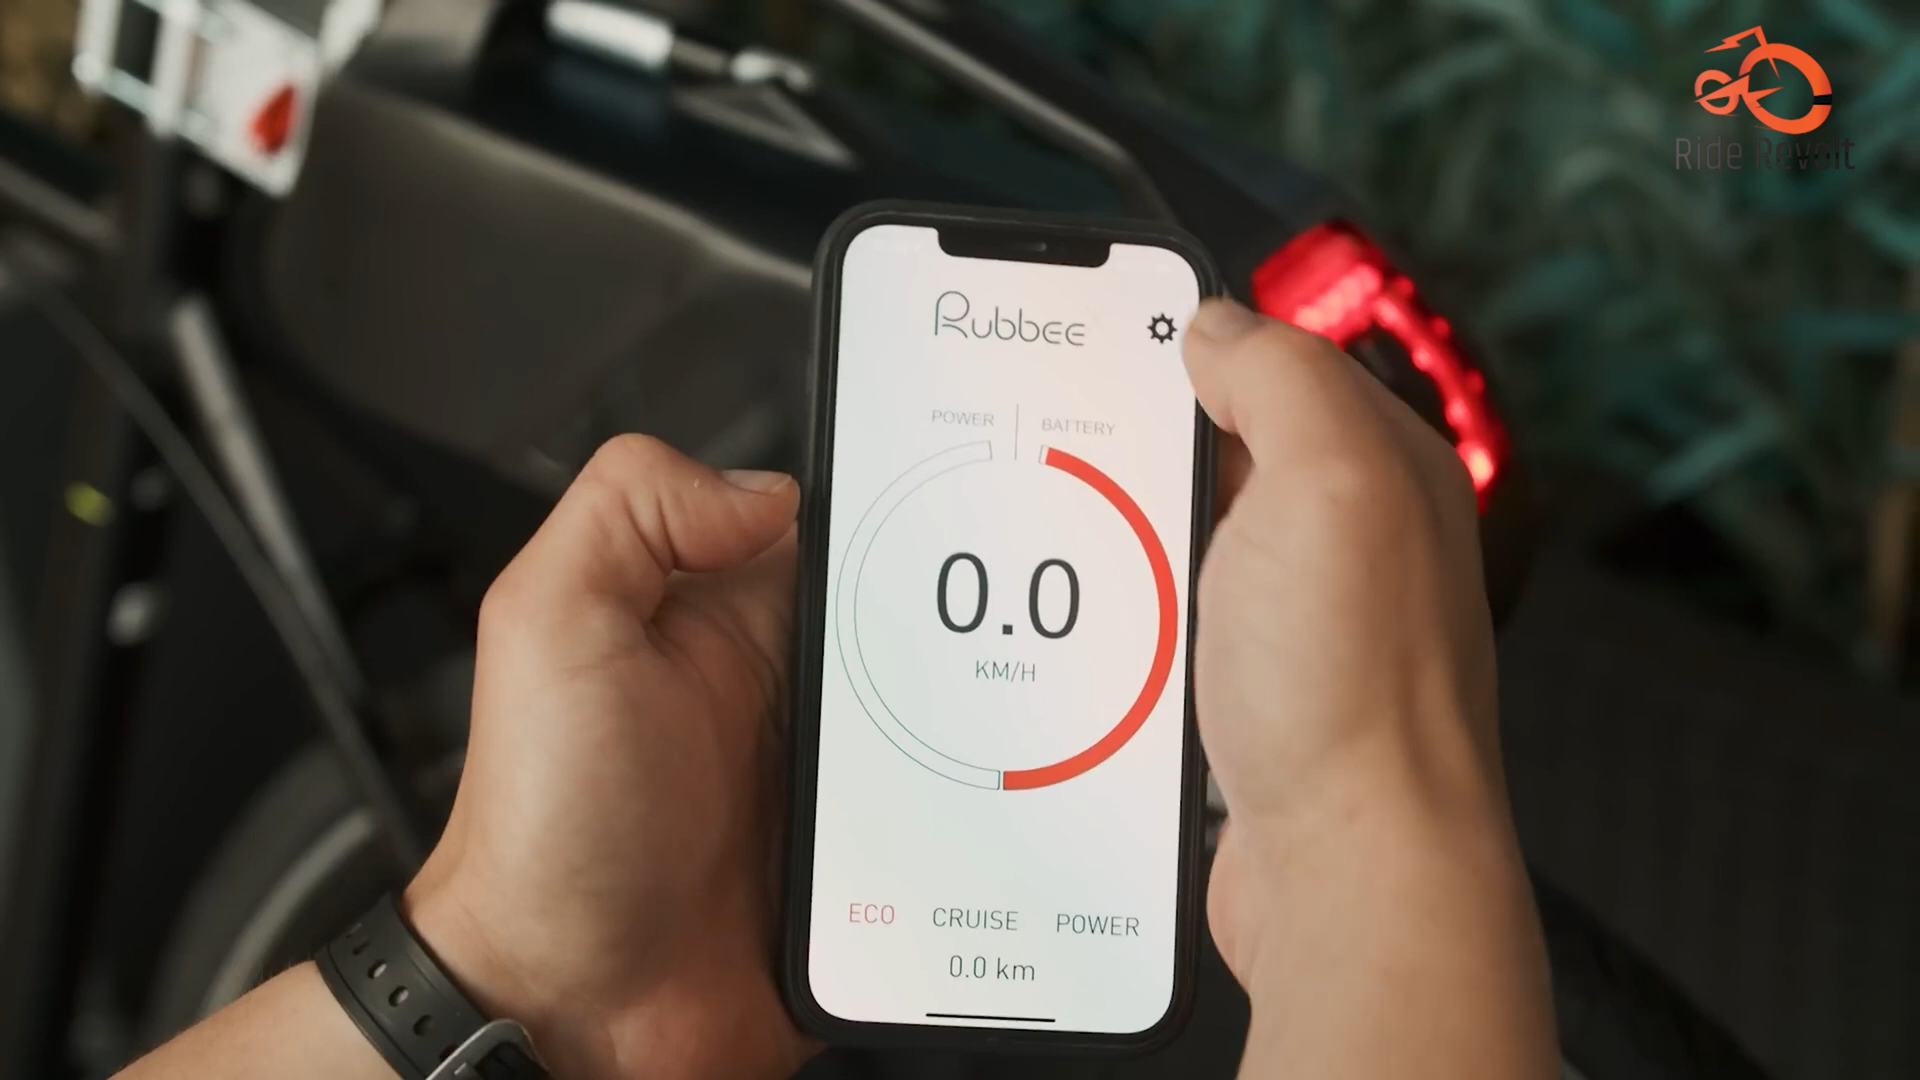 Ride Revolt
Rubbee
POWER
BATTERY
0.0
KM/H
ECO CRUISE POWER
0.0 km